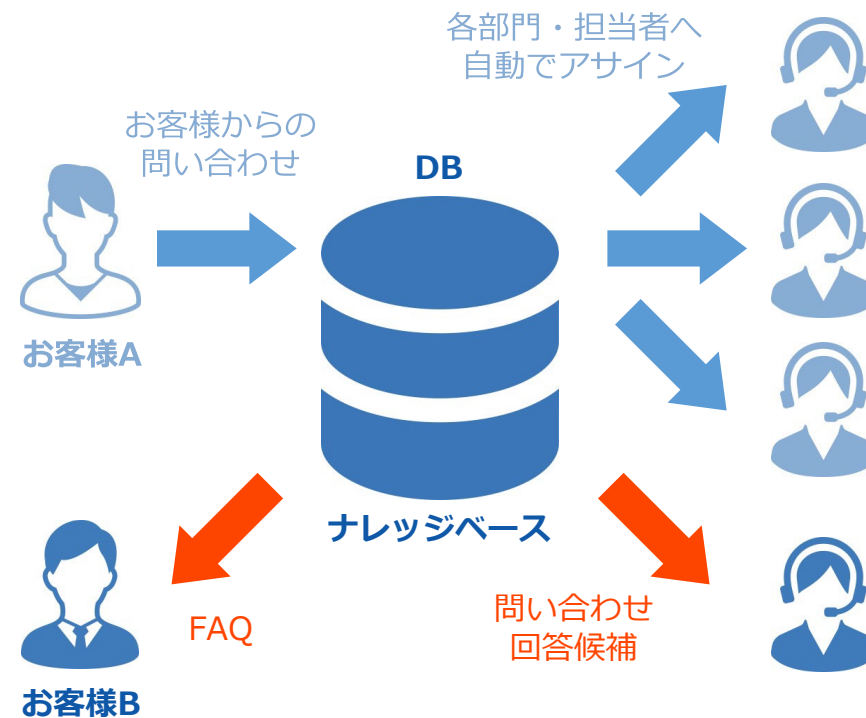 各部門・担当者へ
自動でアサイン
お客様からの
問い合わせ
DB
お客様A
ナレッジベース
FAQ
問い合わせ
回答候補
お客様B